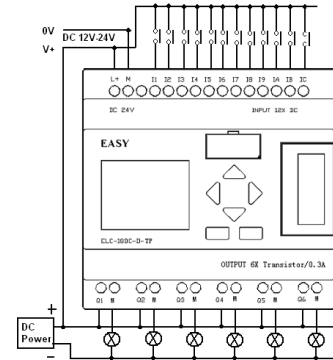 0V
DC 12V-24V
V+
L+ M I1 I2 I3 I4 I5 I6 I7 I8 I9 IA IB IC
DC 24V
INPUT 12X DC
EASY
ELC-18DC-D-TP
OUTPUT 6X Transistor/0.3A
Q1 M Q2 M Q3 M Q4 M Q5 M Q6 M
+
DC
Power
−